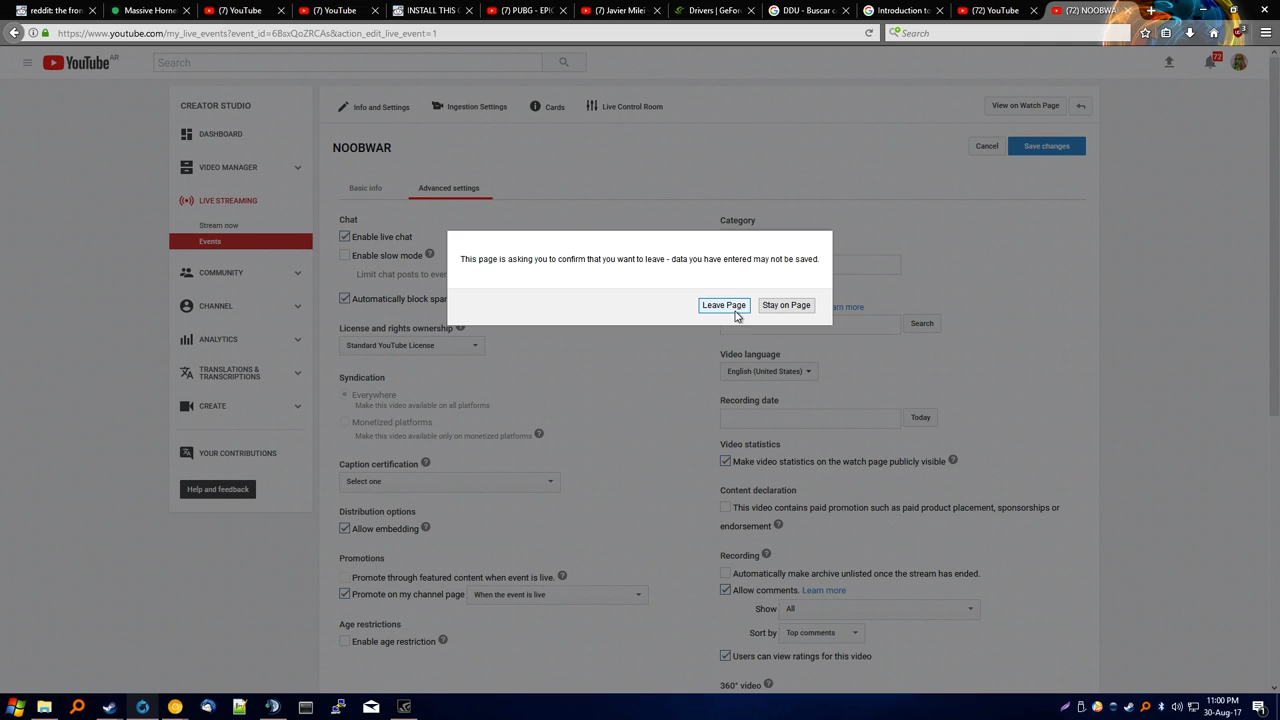 reddit: the fron
Massive Horne
(72) YouTube
(72) YouTube
INSTALL THIS O
(72) PUBG - EPIC
(72) Javier Milei
Drivers | GeForc
DDU - Buscar c
Introduction to
(72) YouTube
(72) NOOBWAR
https://www.youtube.com/my_live_events?event_id=6BsxQoZRCAs&action_edit_live_event=1
Search
YouTube AR
Search
72
CREATOR STUDIO
DASHBOARD
VIDEO MANAGER
LIVE STREAMING
Stream now
Events
COMMUNITY
CHANNEL
ANALYTICS
TRANSLATIONS &
TRANSCRIPTIONS
CREATE
YOUR CONTRIBUTIONS
Help and feedback
Info and Settings
Ingestion Settings
Cards
Live Control Room
View on Watch Page
NOOBWAR
Cancel
Save changes
Basic info
Advanced settings
This page is asking you to confirm that you want to leave - data you have entered may not be saved.
Leave Page
Stay on Page
Chat
Enable live chat
Enable slow mode
Limit chat posts to ever
Automatically block spam
License and rights ownership
Standard YouTube License
Syndication
Everywhere
Make this video available on all platforms
Monetized platforms
Make this video available only on monetized platforms
Caption certification
Select one
Distribution options
Allow embedding
Promotions
Promote through featured content when event is live.
Promote on my channel page
When the event is live
Age restrictions
Enable age restriction
Category
rn more
Search
Video language
English (United States)
Recording date
Today
Video statistics
Make video statistics on the watch page publicly visible
Content declaration
This video contains paid promotion such as paid product placement, sponsorships or
endorsement
Recording
Automatically make archive unlisted once the stream has ended.
Allow comments. Learn more
Show
All
Sort by
Top comments
Users can view ratings for this video
360° video
11:00 PM
30-Aug-17